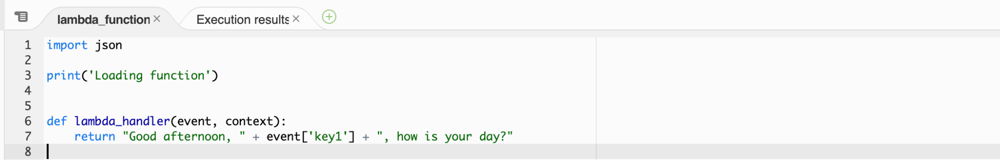 lambda_function
Execution results
1 import json
2
3 print('Loading function')
4
5
6 def lambda_handler(event, context):
7     return "Good afternoon, " + event['key1'] + ", how is your day?"
8